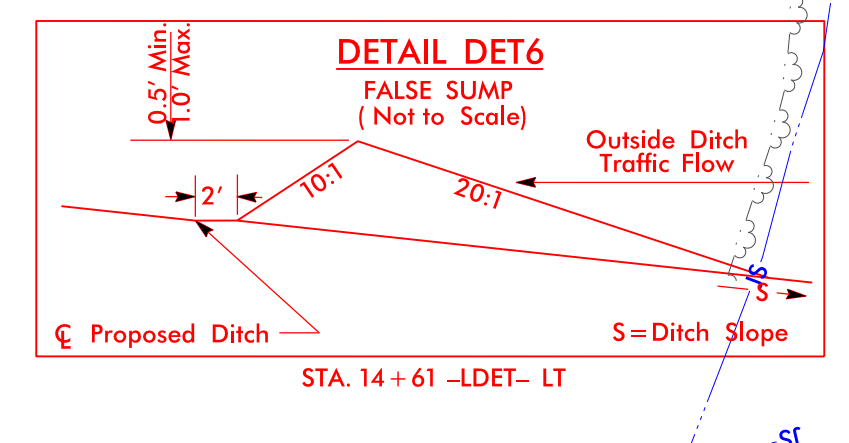 0.5' Min.
1.0' Max.
DETAIL DET6
FALSE SUMP
( Not to Scale)
Outside Ditch
Traffic Flow
2'
10:1
20:1
S
℄ Proposed Ditch
S=Ditch Slope
STA. 14+61 –LDET– LT